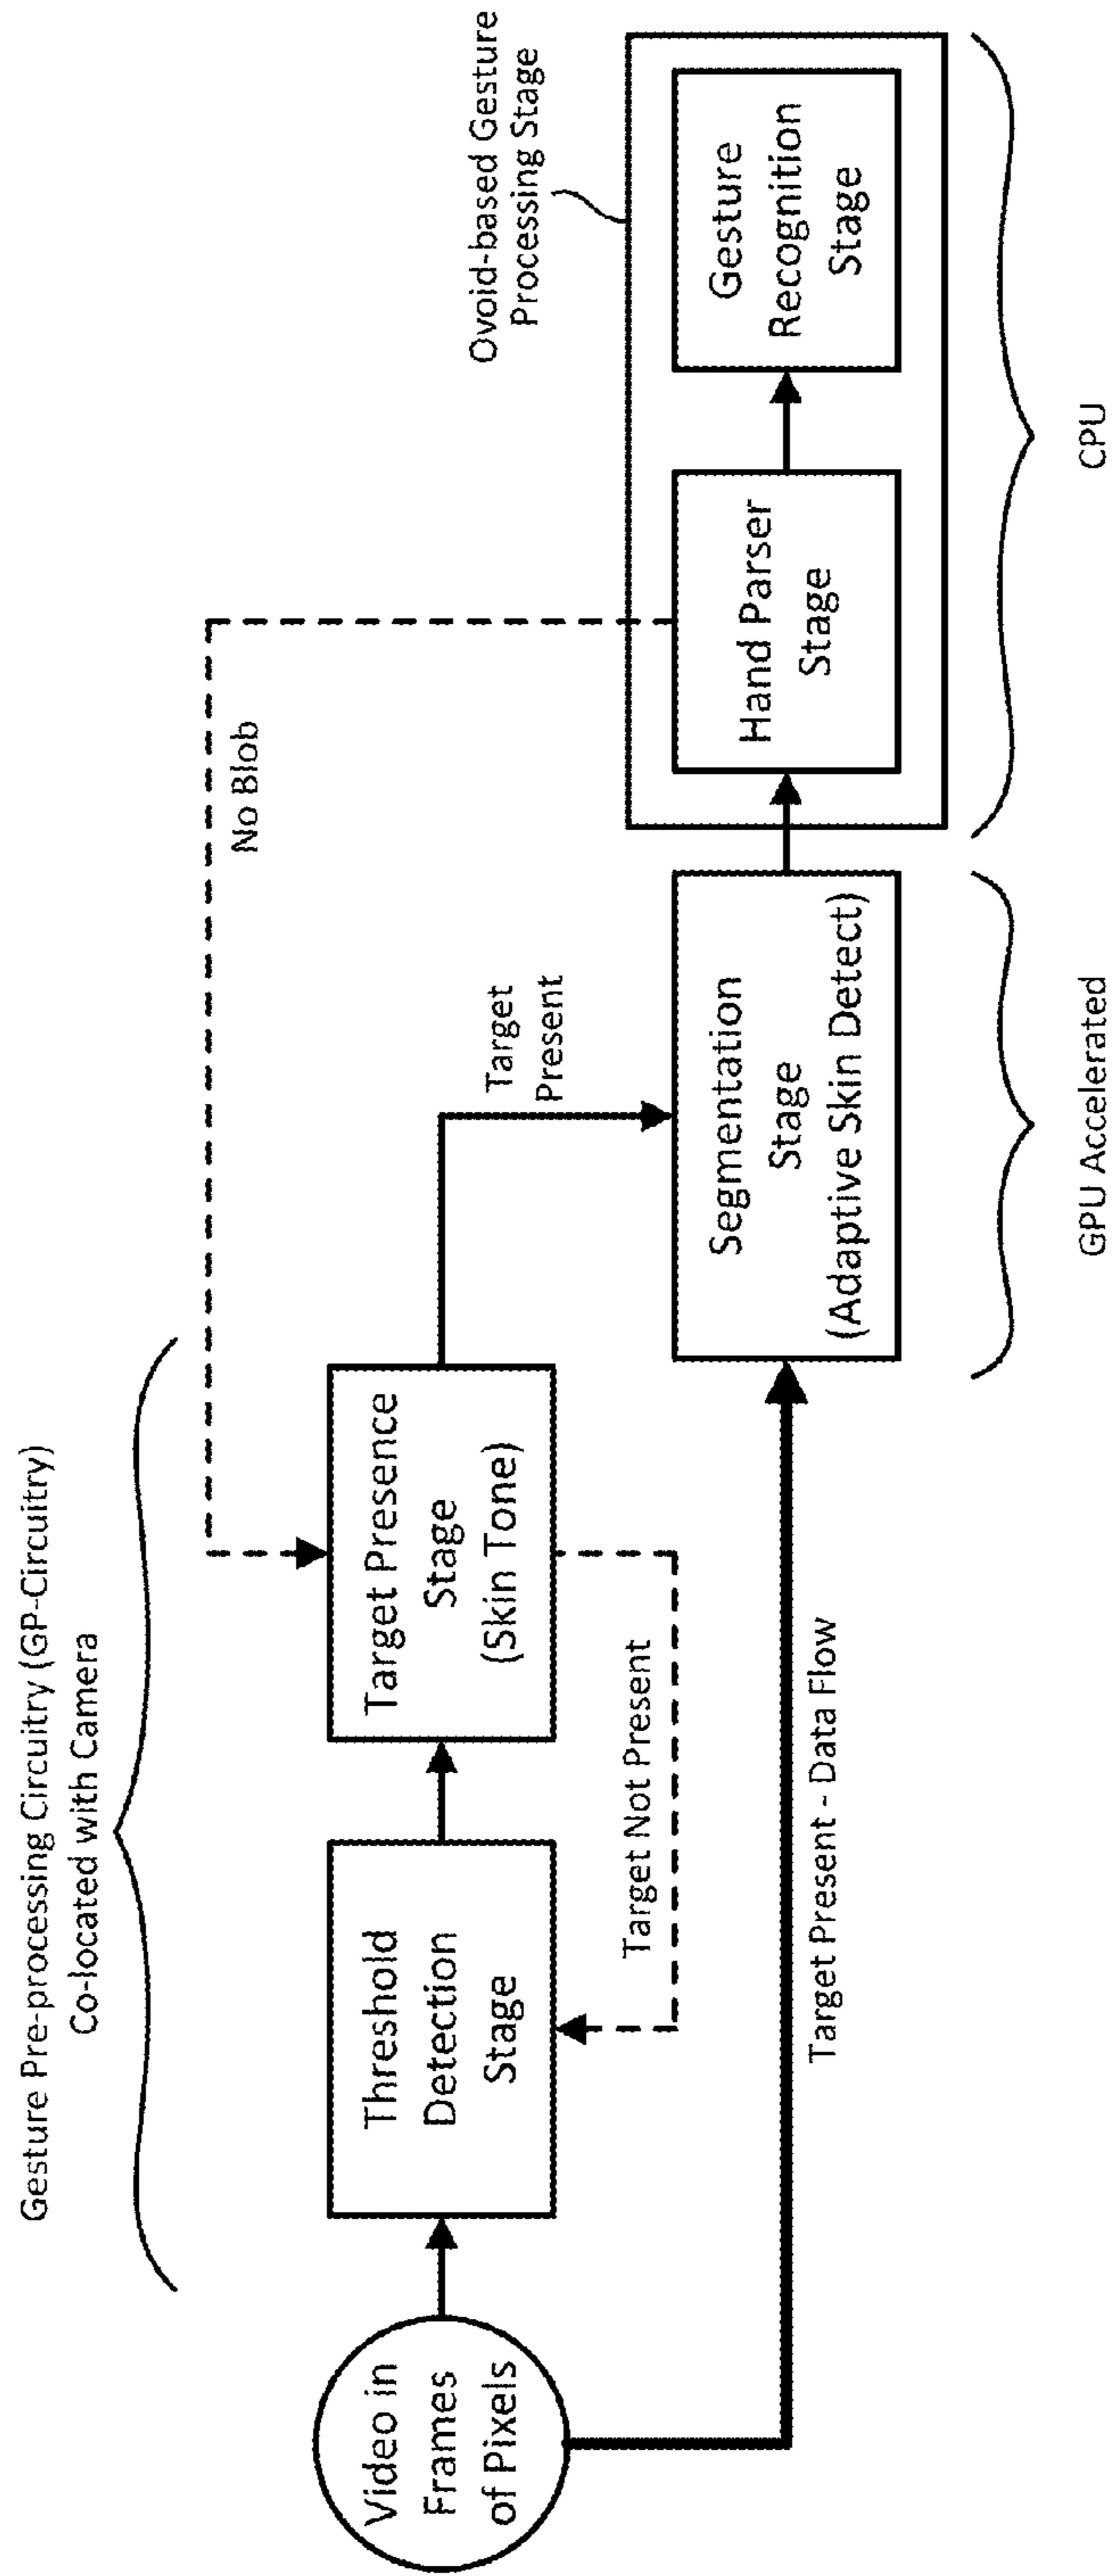 Gesture Pre-processing Circuitry (GP-Circuitry)
Co-located with Camera
Video in
Frames
of Pixels
Threshold
Detection
Stage
Target Presence
Stage
(Skin Tone)
No Blob
Target Not Present
Target
Present
Target Present - Data Flow
Segmentation
Stage
(Adaptive Skin Detect)
GPU Accelerated
Ovoid-based Gesture
Processing Stage
Hand Parser
Stage
Gesture
Recognition
Stage
CPU